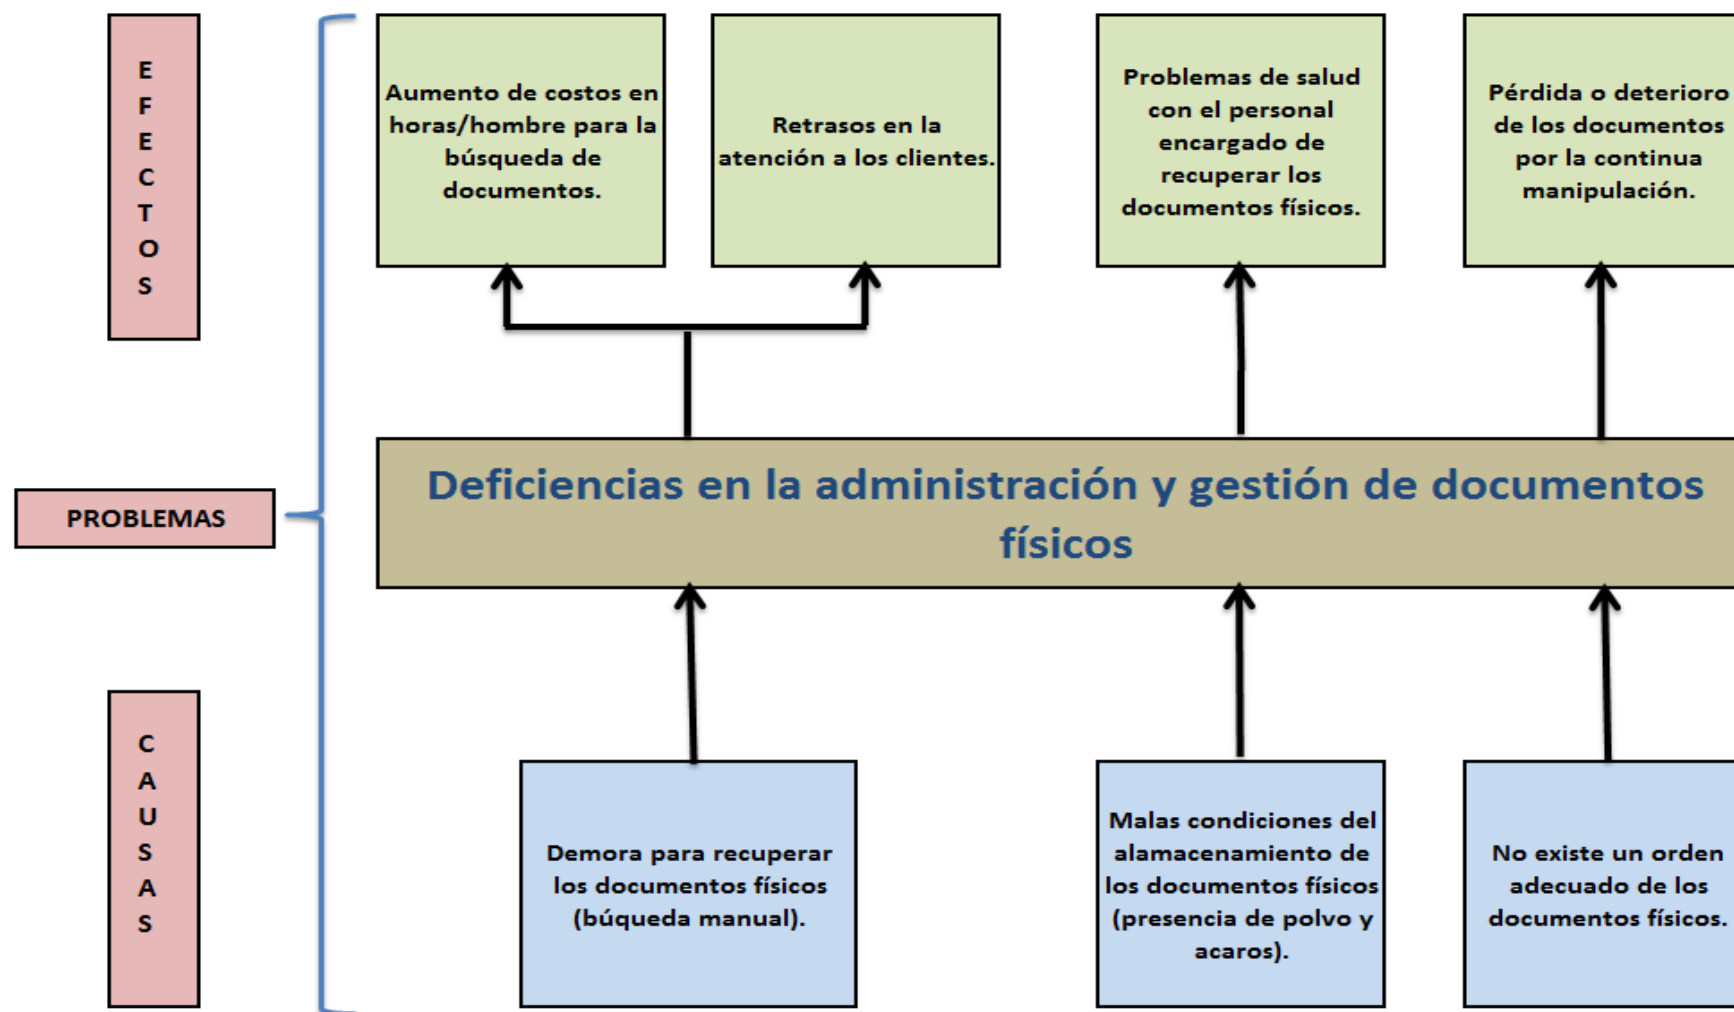 EFECTOS
Aumento de costos en
horas/hombre para la
búsqueda de
documentos.
Retrasos en la
atención a los clientes.
Problemas de salud
con el personal
encargado de
recuperar los
documentos físicos.
Pérdida o deterioro
de los documentos
por la continua
manipulación.
PROBLEMAS
Deficiencias en la administración y gestión de documentos
físicos
CAUSAS
Demora para recuperar
los documentos físicos
(búqueda manual).
Malas condiciones del
alamacenamiento de
los documentos físicos
(presencia de polvo y
acaros).
No existe un orden
adecuado de los
documentos físicos.